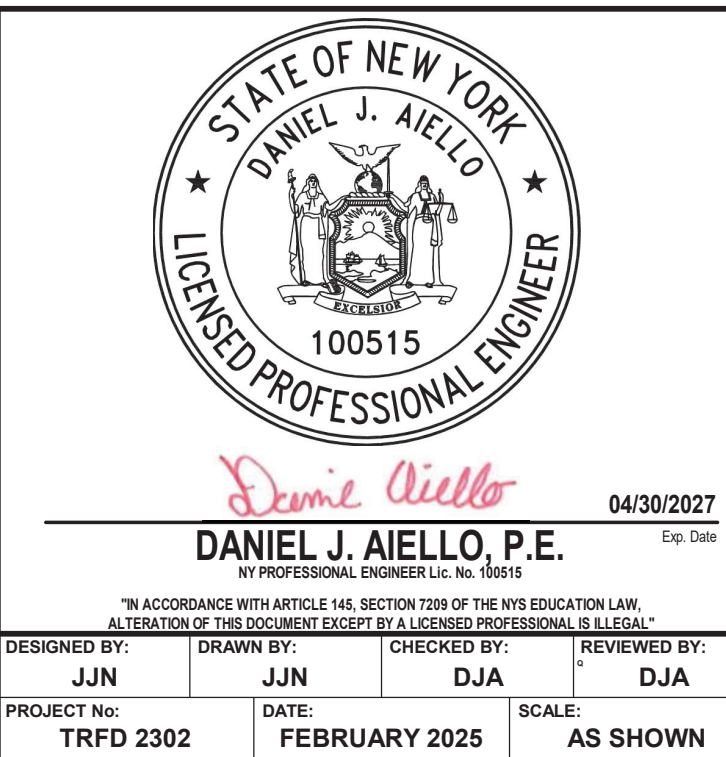 STATE OF NEW YORK
DANIEL J. AIELLO
EXCELSIOR
100515
LICENSED PROFESSIONAL ENGINEER
Daniel Aiello
04/30/2027
DANIEL J. AIELLO, P.E.
Exp. Date
NY PROFESSIONAL ENGINEER Lic. No. 100515
"IN ACCORDANCE WITH ARTICLE 145, SECTION 7209 OF THE NYS EDUCATION LAW,
ALTERATION OF THIS DOCUMENT EXCEPT BY A LICENSED PROFESSIONAL IS ILLEGAL"
DESIGNED BY: DRAWN BY: CHECKED BY: REVIEWED BY:
JJN JJN DJA Q DJA
PROJECT No: DATE: SCALE:
TRFD 2302 FEBRUARY 2025 AS SHOWN